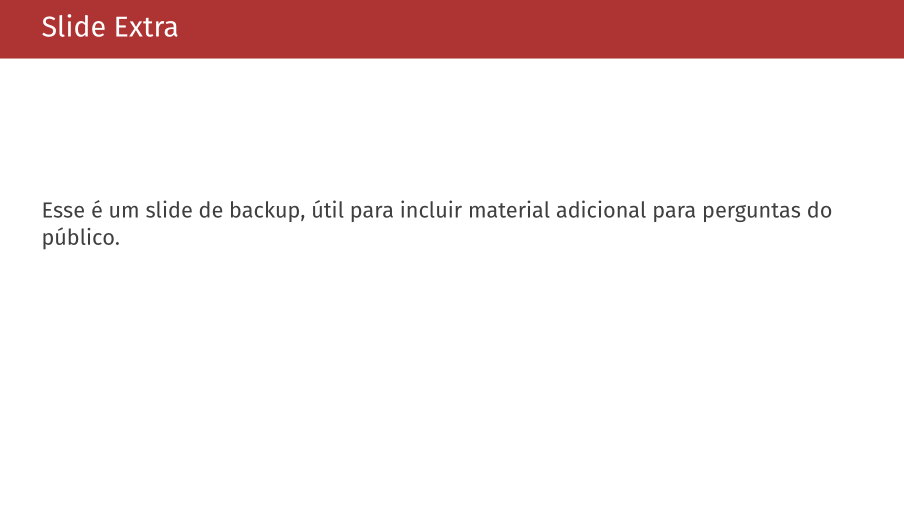 Slide Extra
Esse é um slide de backup, útil para incluir material adicional para perguntas do
público.